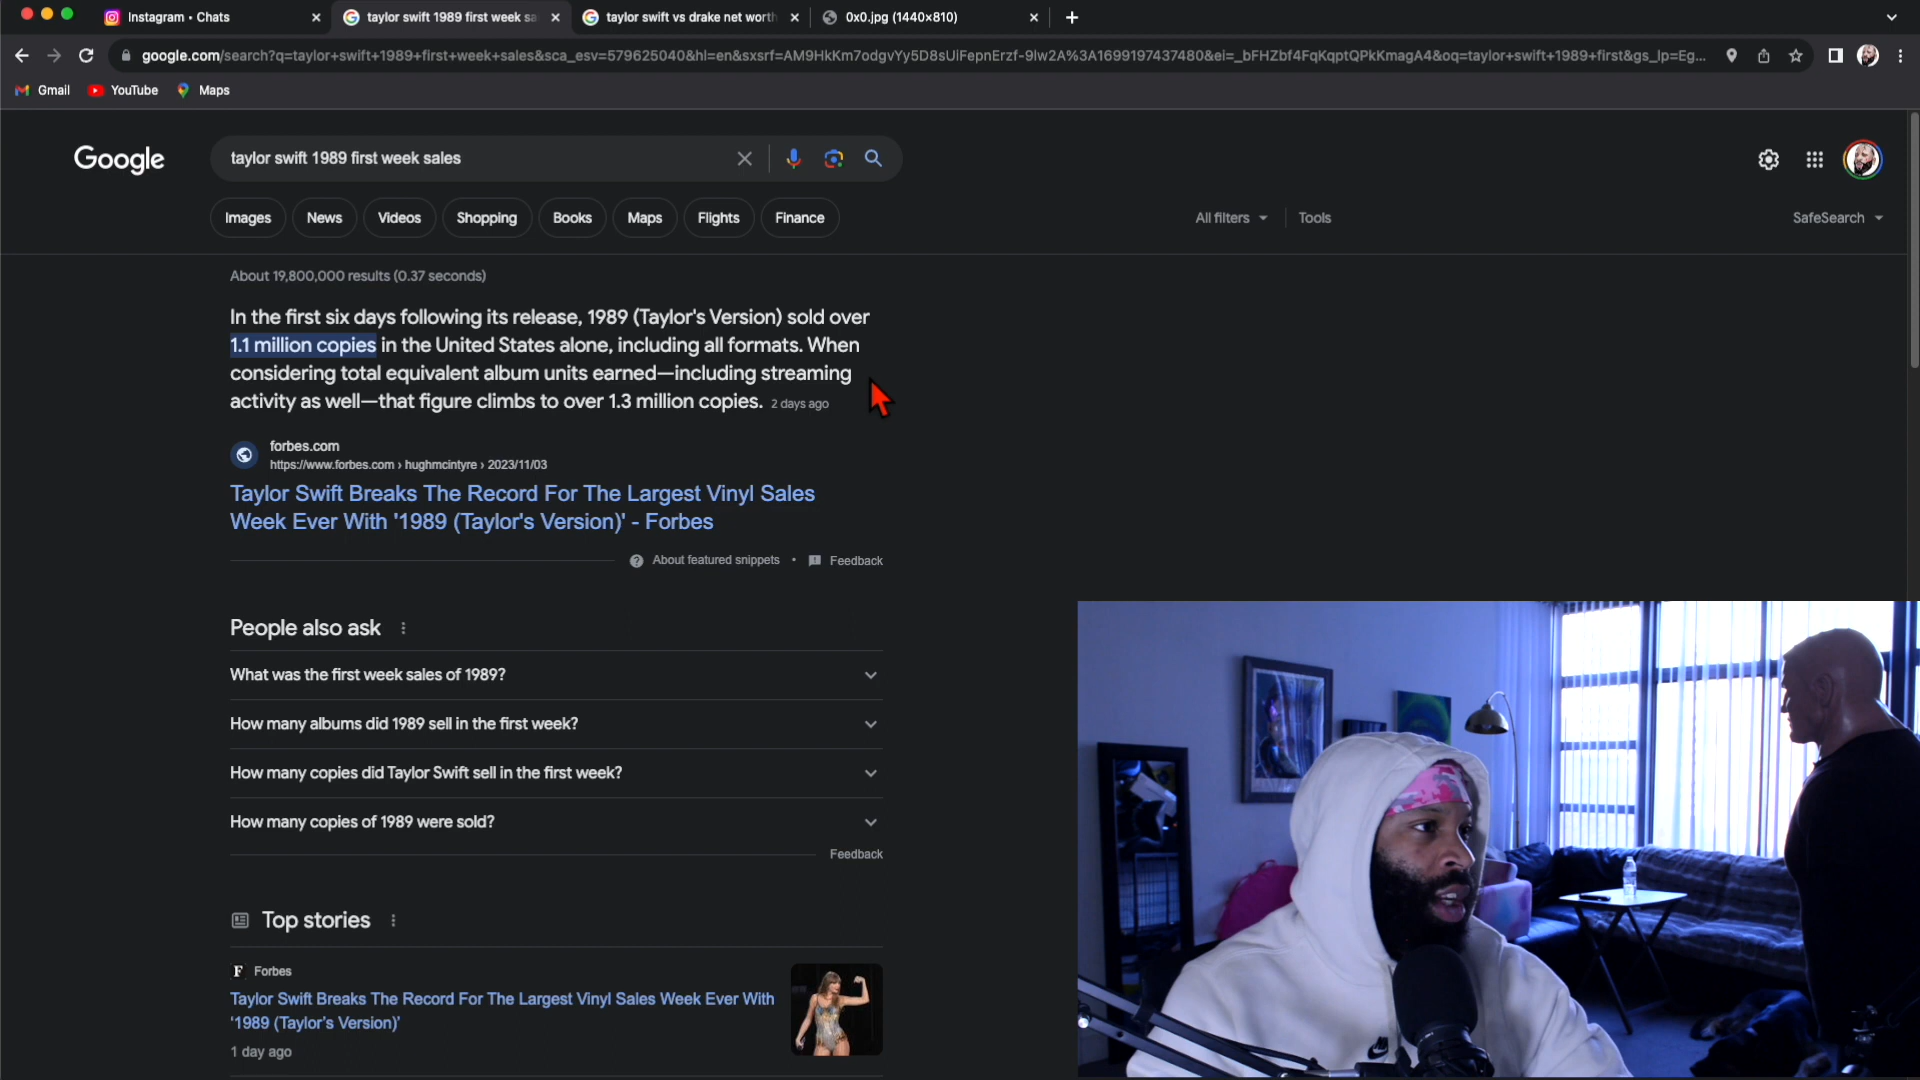 Instagram • Chats
taylor swift 1989 first week sa
taylor swift vs drake net worth
0x0.jpg (1440×810)
google.com/search?q=taylor+swift+1989+first+week+sales&sca_esv=579625040&hl=en&sxsrf=AM9HkKm7odgvYy5D8sUiFepnErzf-9lw2A%3A1699197437480&ei=_bFHZbf4FqKqptQPkKmagA4&oq=taylor+swift+1989+first&gs_lp=Eg...
Gmail
YouTube
Maps
Google
taylor swift 1989 first week sales
Images
News
Videos
Shopping
Books
Maps
Flights
Finance
All filters
Tools
SafeSearch
About 19,800,000 results (0.37 seconds)
In the first six days following its release, 1989 (Taylor's Version) sold over
1.1 million copies in the United States alone, including all formats. When
considering total equivalent album units earned—including streaming
activity as well—that figure climbs to over 1.3 million copies. 2 days ago
forbes.com
https://www.forbes.com › hughmcintyre › 2023/11/03
Taylor Swift Breaks The Record For The Largest Vinyl Sales
Week Ever With '1989 (Taylor's Version)' - Forbes
About featured snippets • Feedback
People also ask
What was the first week sales of 1989?
How many albums did 1989 sell in the first week?
How many copies did Taylor Swift sell in the first week?
How many copies of 1989 were sold?
Feedback
Top stories
F Forbes
Taylor Swift Breaks The Record For The Largest Vinyl Sales Week Ever With
‘1989 (Taylor’s Version)’
1 day ago